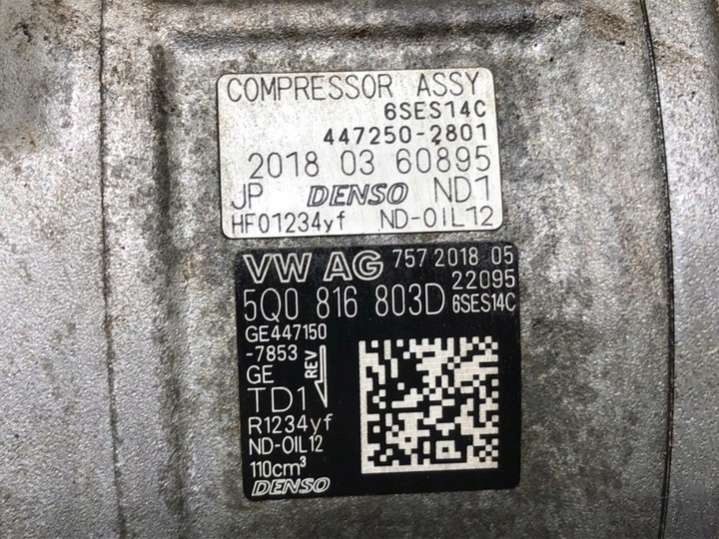 COMPRESSOR ASSY
6SES14C
447250-2801
2018 03 60895
JP DENSO ND1
HFO1234yf ND-OIL12
VW AG 757 2018 05
22095
5Q0 816 803D 6SES14C
GE447150
-7853
GE REV
TD1
R1234yf
ND-OIL12
110cm³
DENSO